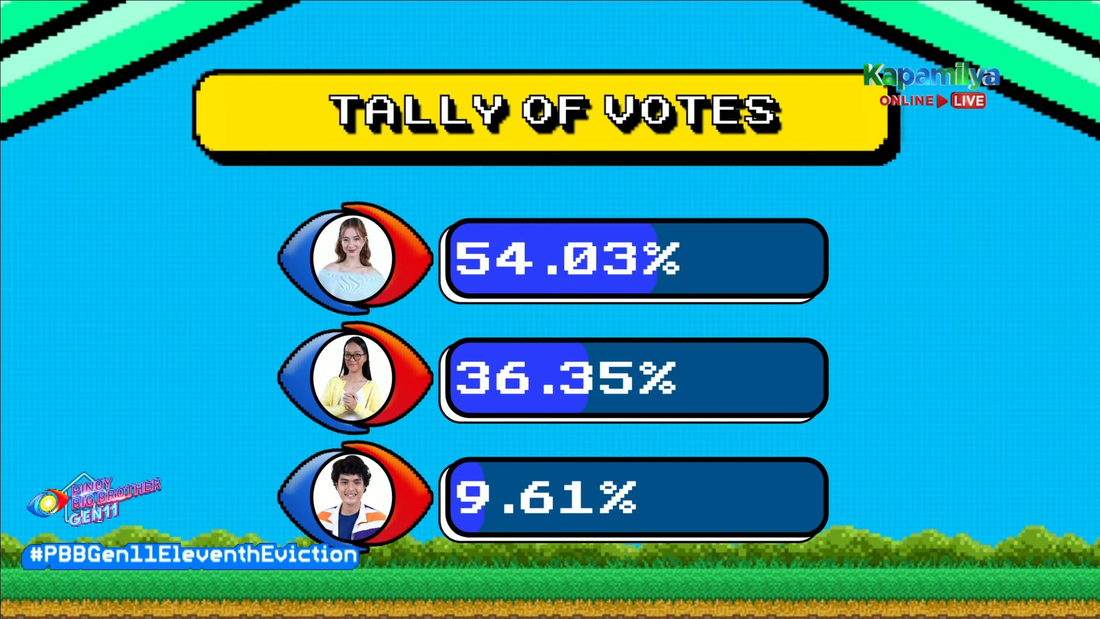 Kapamilya
ONLINE LIVE
TALLY OF VOTES
54.03%
36.35%
9.61%
PINOY
BIG BROTHER
GEN11
#PBBGen11EleventhEviction